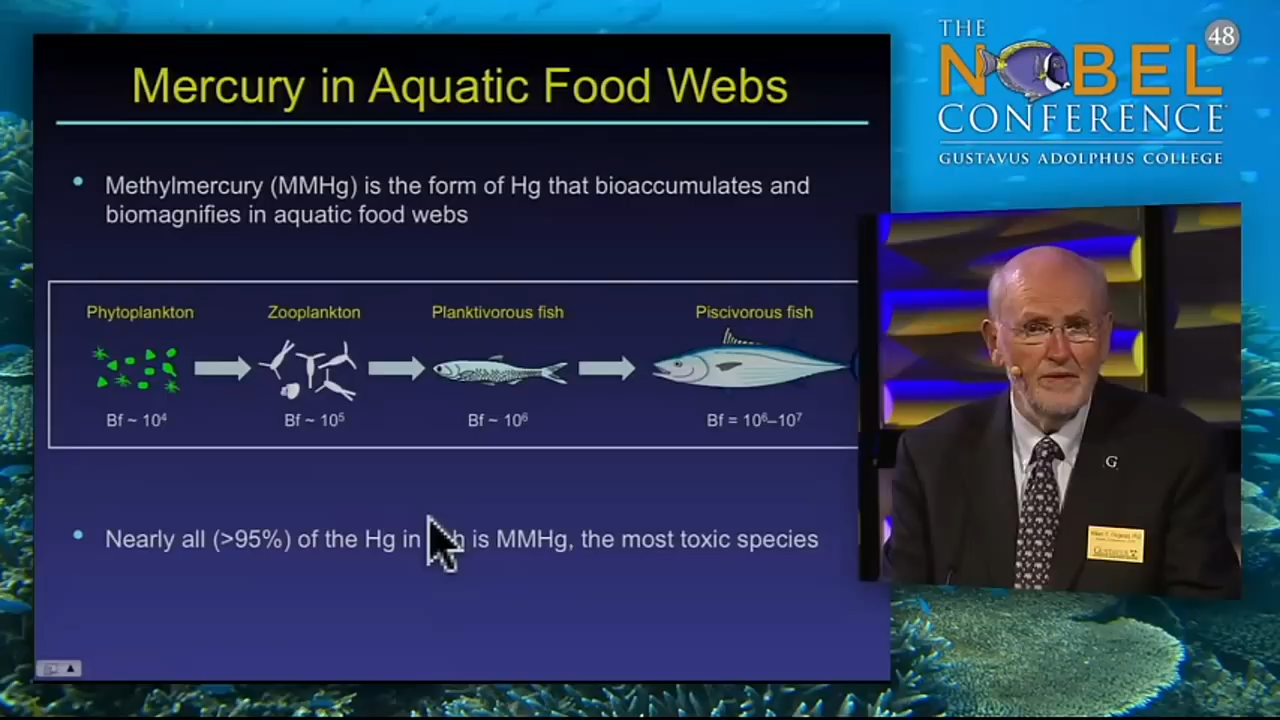 Mercury in Aquatic Food Webs
• Methylmercury (MMHg) is the form of Hg that bioaccumulates and
biomagnifies in aquatic food webs
Phytoplankton Zooplankton Planktivorous fish Piscivorous fish
Bf ~ 10⁴ Bf ~ 10⁵ Bf ~ 10⁶ Bf = 10⁶–10⁷
• Nearly all (>95%) of the Hg in is MMHg, the most toxic species
THE
NOBEL
48
CONFERENCE
GUSTAVUS ADOLPHUS COLLEGE
G
GUSTAVUS